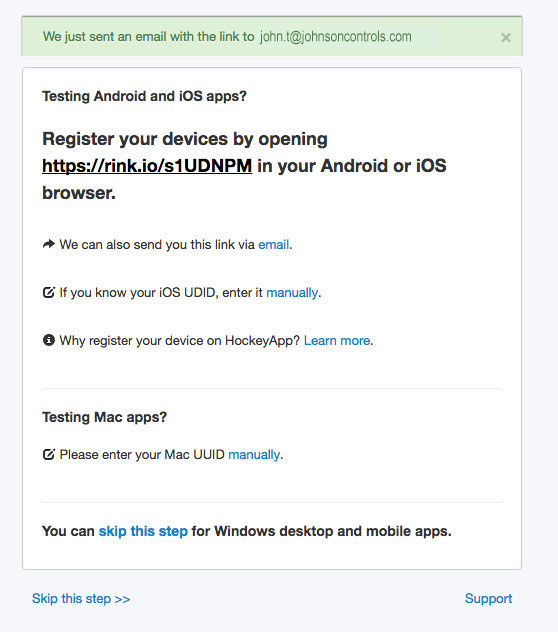 We just sent an email with the link to john.t@johnsoncontrols.com ×
Testing Android and iOS apps?
Register your devices by opening
https://rink.io/s1UDNPM in your Android or iOS
browser.
We can also send you this link via email.
If you know your iOS UDID, enter it manually.
Why register your device on HockeyApp? Learn more.
Testing Mac apps?
Please enter your Mac UUID manually.
You can skip this step for Windows desktop and mobile apps.
Skip this step >> Support